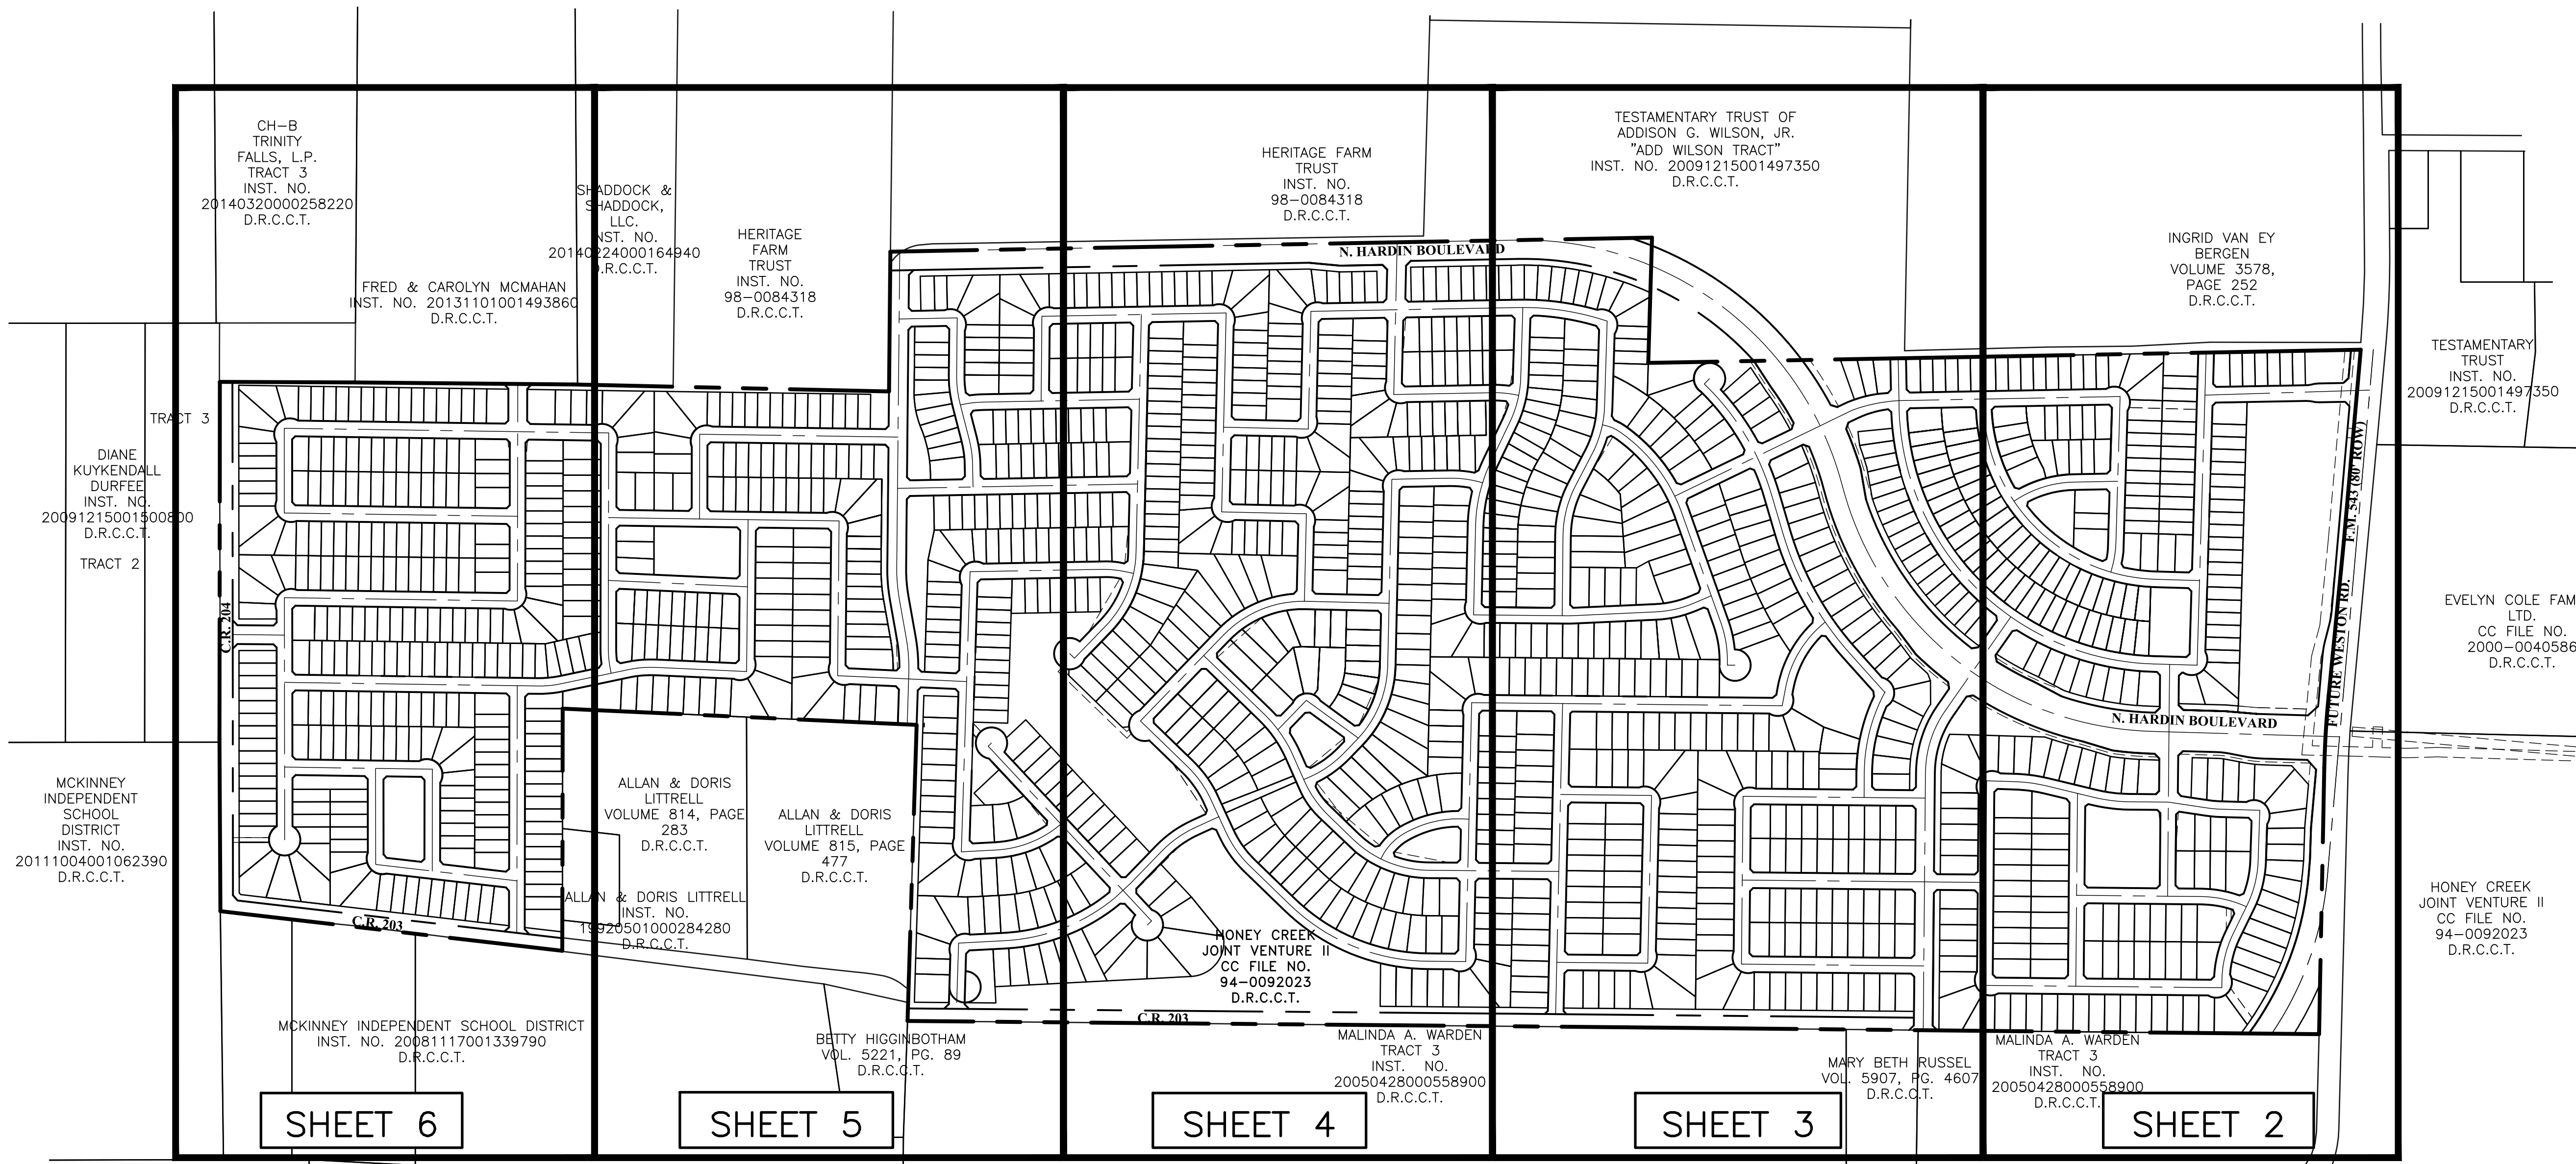 CH-B
TRINITY
FALLS, L.P.
TRACT 3
INST. NO.
20140320000258220
D.R.C.C.T.
FRED & CAROLYN MCMAHAN
INST. NO. 20131101001493860
D.R.C.C.T.
SHADDOCK &
SHADDOCK,
LLC.
INST. NO.
20140224000164940
D.R.C.C.T.
HERITAGE
FARM
TRUST
INST. NO.
98-0084318
D.R.C.C.T.
HERITAGE FARM
TRUST
INST. NO.
98-0084318
D.R.C.C.T.
TESTAMENTARY TRUST OF
ADDISON G. WILSON, JR.
"ADD WILSON TRACT"
INST. NO. 20091215001497350
D.R.C.C.T.
INGRID VAN EY
BERGEN
VOLUME 3578,
PAGE 252
D.R.C.C.T.
TESTAMENTARY
TRUST
INST. NO.
20091215001497350
D.R.C.C.T.
N. HARDIN BOULEVARD
TRACT 3
DIANE
KUYKENDALL
DURFEE
INST. NO.
20091215001500800
D.R.C.C.T.
TRACT 2
C.R. 204
F.M. 543 (80' ROW)
FUTURE WESTON RD.
EVELYN COLE FAM
LTD.
CC FILE NO.
2000-0040586
D.R.C.C.T.
N. HARDIN BOULEVARD
MCKINNEY
INDEPENDENT
SCHOOL
DISTRICT
INST. NO.
20111004001062390
D.R.C.C.T.
ALLAN & DORIS
LITTRELL
VOLUME 814, PAGE
283
D.R.C.C.T.
ALLAN & DORIS
LITTRELL
VOLUME 815, PAGE
477
D.R.C.C.T.
ALLAN & DORIS LITTRELL
INST. NO.
19920501000284280
D.R.C.C.T.
C.R. 203
HONEY CREEK
JOINT VENTURE II
CC FILE NO.
94-0092023
D.R.C.C.T.
HONEY CREEK
JOINT VENTURE II
CC FILE NO.
94-0092023
D.R.C.C.T.
C.R. 203
MCKINNEY INDEPENDENT SCHOOL DISTRICT
INST. NO. 20081117001339790
D.R.C.C.T.
BETTY HIGGINBOTHAM
VOL. 5221, PG. 89
D.R.C.C.T.
MALINDA A. WARDEN
TRACT 3
INST. NO.
20050428000558900
D.R.C.C.T.
MARY BETH RUSSEL
VOL. 5907, PG. 4607
D.R.C.C.T.
MALINDA A. WARDEN
TRACT 3
INST. NO.
20050428000558900
D.R.C.C.T.
SHEET 6
SHEET 5
SHEET 4
SHEET 3
SHEET 2